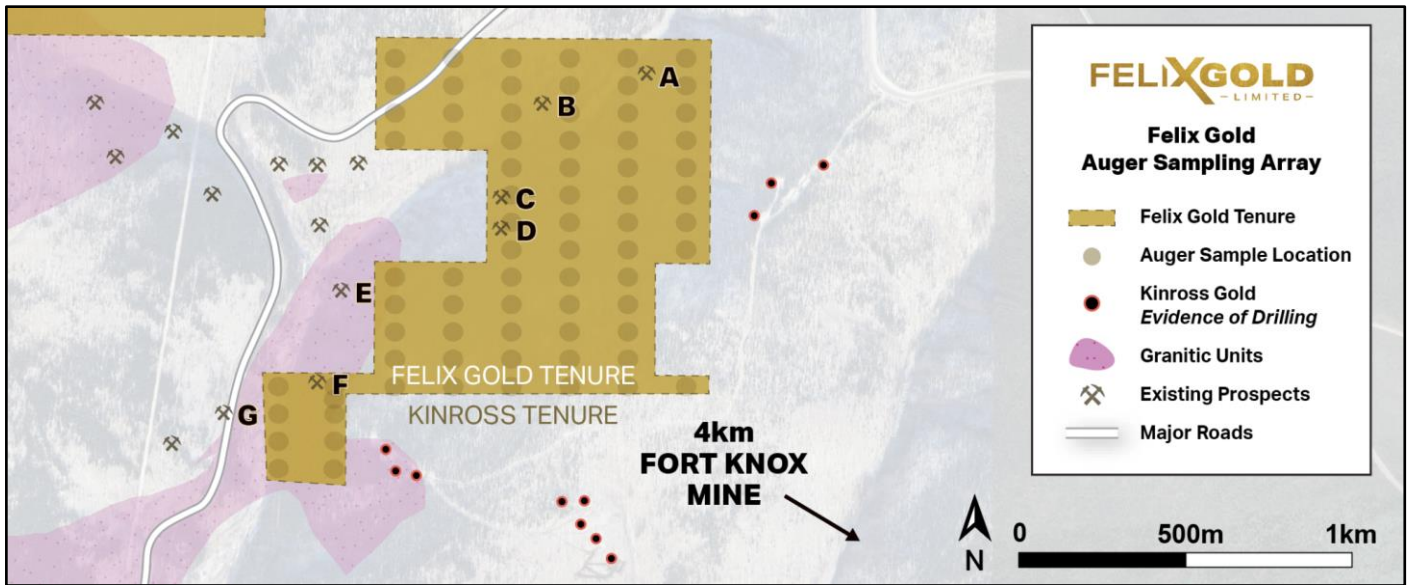 A
B
C
D
E
F
G
FELIX GOLD TENURE
KINROSS TENURE
4km
FORT KNOX
MINE
FELIXGOLD
-LIMITED-
Felix Gold
Auger Sampling Array
Felix Gold Tenure
Auger Sample Location
Kinross Gold
Evidence of Drilling
Granitic Units
Existing Prospects
Major Roads
N
0 500m 1km